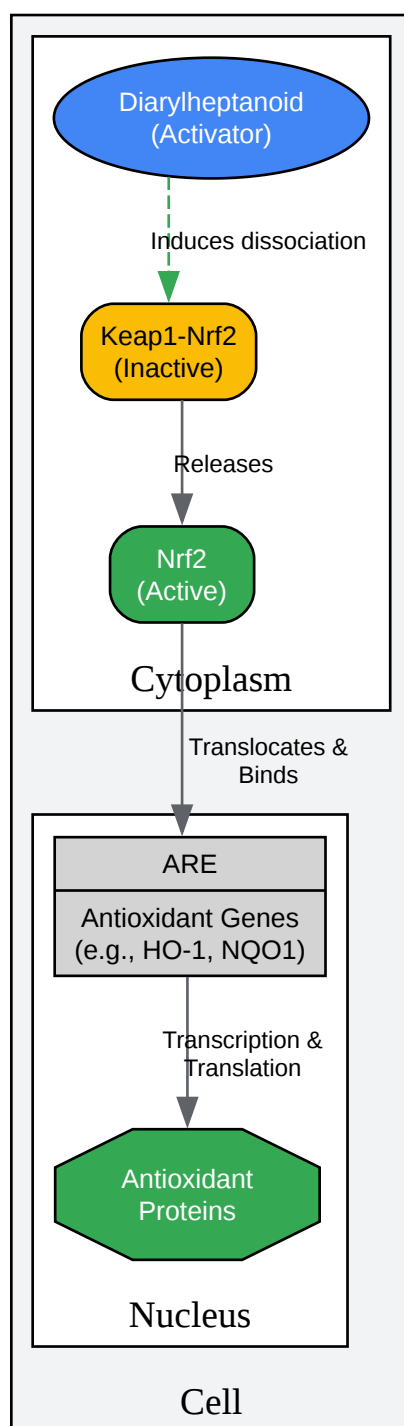 Diarylheptanoid
(Activator)
Induces dissociation
Keap1-Nrf2
(Inactive)
Releases
Nrf2
(Active)
Cytoplasm
Translocates &
Binds
ARE
Antioxidant Genes
(e.g., HO-1, NQO1)
Transcription &
Translation
Antioxidant
Proteins
Nucleus
Cell